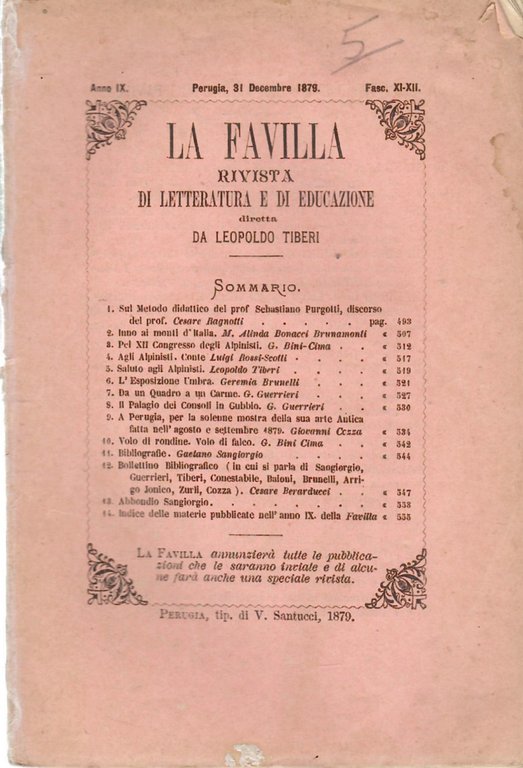 5
Anno IX. Perugia, 31 Decembre 1879. Fasc. XI-XII.
LA FAVILLA
RIVISTA
DI LETTERATURA E DI EDUCAZIONE
diretta
DA LEOPOLDO TIBERI
SOMMARIO.
1. Sul Metodo didattico del prof Sebastiano Purgotti, discorso
del prof. Cesare Ragnotti . . . . . pag. 493
2. Inno ai monti d'Italia. M. Alinda Bonacci Brunamonti « 507
3. Pel XII Congresso degli Alpinisti. G. Bini-Cima . . « 512
4. Agli Alpinisti. Conte Luigi Rossi-Scotti . . . . « 517
5. Saluto agli Alpinisti. Leopoldo Tiberi . . . . « 519
6. L'Esposizione Umbra. Geremia Brunelli . . . . « 521
7. Da un Quadro a un Carme. G. Guerrieri . . . « 527
8. Il Palagio dei Consoli in Gubbio. G. Guerrieri . . « 530
9. A Perugia, per la solenne mostra della sua arte Antica
fatta nell'agosto e settembre 1879. Giovanni Cozza . « 534
10. Volo di rondine. Volo di falco. G. Bini Cima . . . « 542
11. Bibliografie. Gaetano Sangiorgio . . . . . « 544
12. Bollettino Bibliografico (in cui si parla di Sangiorgio,
Guerrieri, Tiberi, Conestabile, Baloni, Brunelli, Arri-
go Jonico, Zurli, Cozza ). Cesare Berarducci . . « 547
13. Abbondio Sangiorgio. . . . . . . . « 553
14. Indice delle materie pubblicate nell'anno IX. della Favilla « 555
LA FAVILLA annunzierà tutte le pubblica-
zioni che le saranno inviate e di alcu-
ne farà anche una speciale rivista.
PERUGIA, tip. di V. Santucci, 1879.